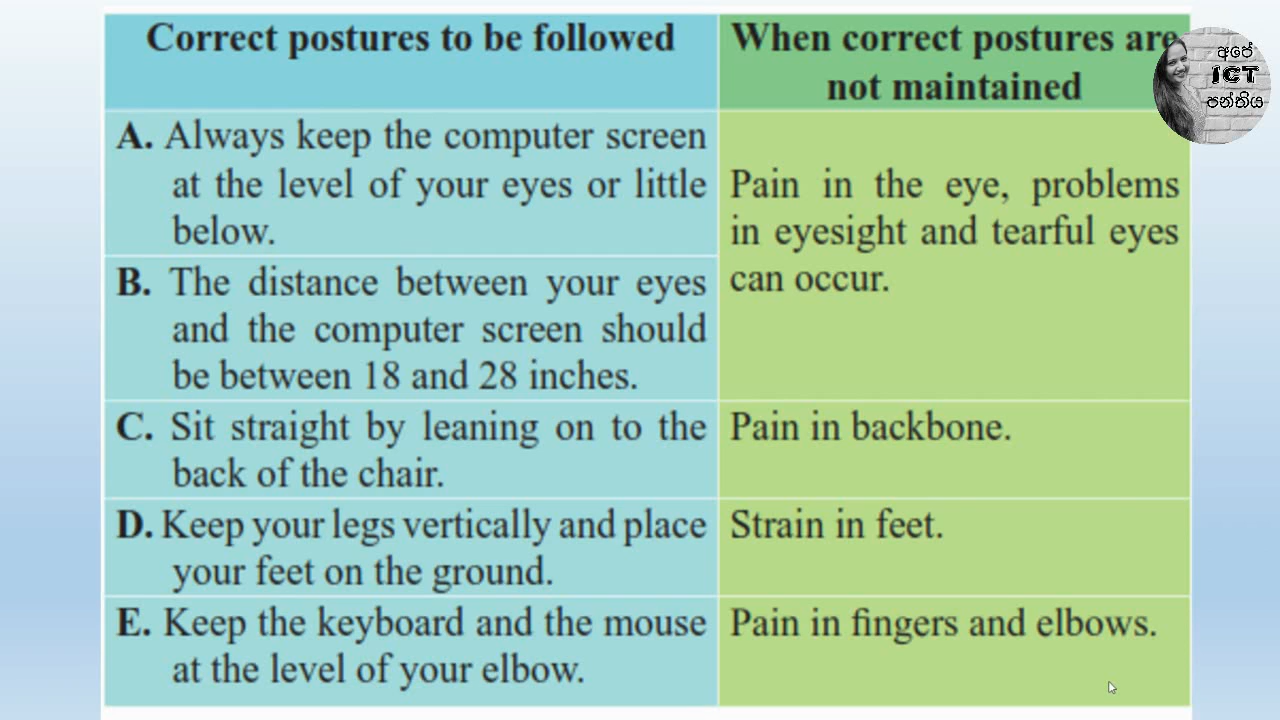 Correct postures to be followed
When correct postures are
not maintained
A. Always keep the computer screen
at the level of your eyes or little
below.
B. The distance between your eyes
and the computer screen should
be between 18 and 28 inches.
Pain in the eye, problems
in eyesight and tearful eyes
can occur.
C. Sit straight by leaning on to the
back of the chair.
Pain in backbone.
D. Keep your legs vertically and place
your feet on the ground.
Strain in feet.
E. Keep the keyboard and the mouse
at the level of your elbow.
Pain in fingers and elbows.
අපේ
ICT
පන්තිය